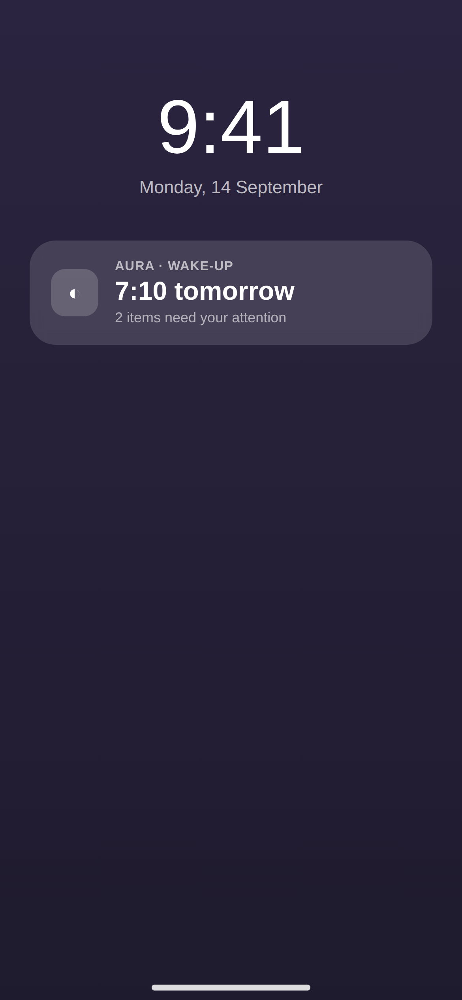 9:41
Monday, 14 September
AURA · WAKE-UP
7:10 tomorrow
2 items need your attention